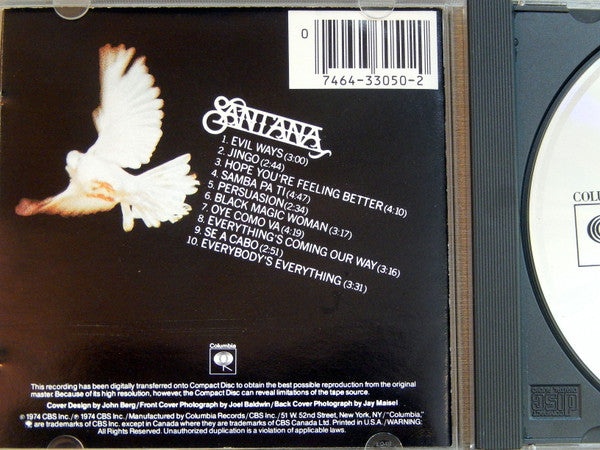 0
7464-33050-2
SANTANA
1. EVIL WAYS (3:00)
2. JINGO (2:44)
3. HOPE YOU'RE FEELING BETTER (4:10)
4. SAMBA PA TI (4:47)
5. PERSUASION (2:34)
6. BLACK MAGIC WOMAN (3:17)
7. OYE COMO VA (4:19)
8. EVERYTHING'S COMING OUR WAY (3:16)
9. SE A CABO (2:51)
10. EVERYBODY'S EVERYTHING (3:31)
Columbia
This recording has been digitally transferred onto Compact Disc to obtain the best possible reproduction from the original
master. Because of its high resolution, however, the Compact Disc can reveal limitations of the tape source.
Cover Design by John Berg/Front Cover Photograph by Joel Baldwin/Back Cover Photograph by Jay Maisel
℗ 1974 CBS Inc./℗ 1974 CBS Inc./Manufactured by Columbia Records/CBS Inc./51 W. 52nd Street, New York, NY/"Columbia,"
are trademarks of CBS Inc. except in Canada where they are trademarks of CBS Canada Ltd. Printed in U.S.A./WARNING:
All Rights Reserved. Unauthorized duplication is a violation of applicable laws.
COLU
disc